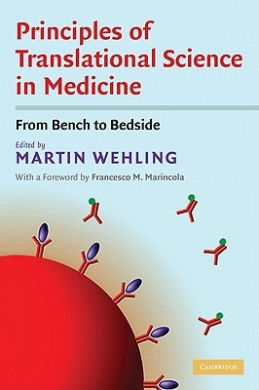 Principles of
Translational Science
in Medicine
From Bench to Bedside
Edited by
MARTIN WEHLING
With a Foreword by Francesco M. Marincola
CAMBRIDGE